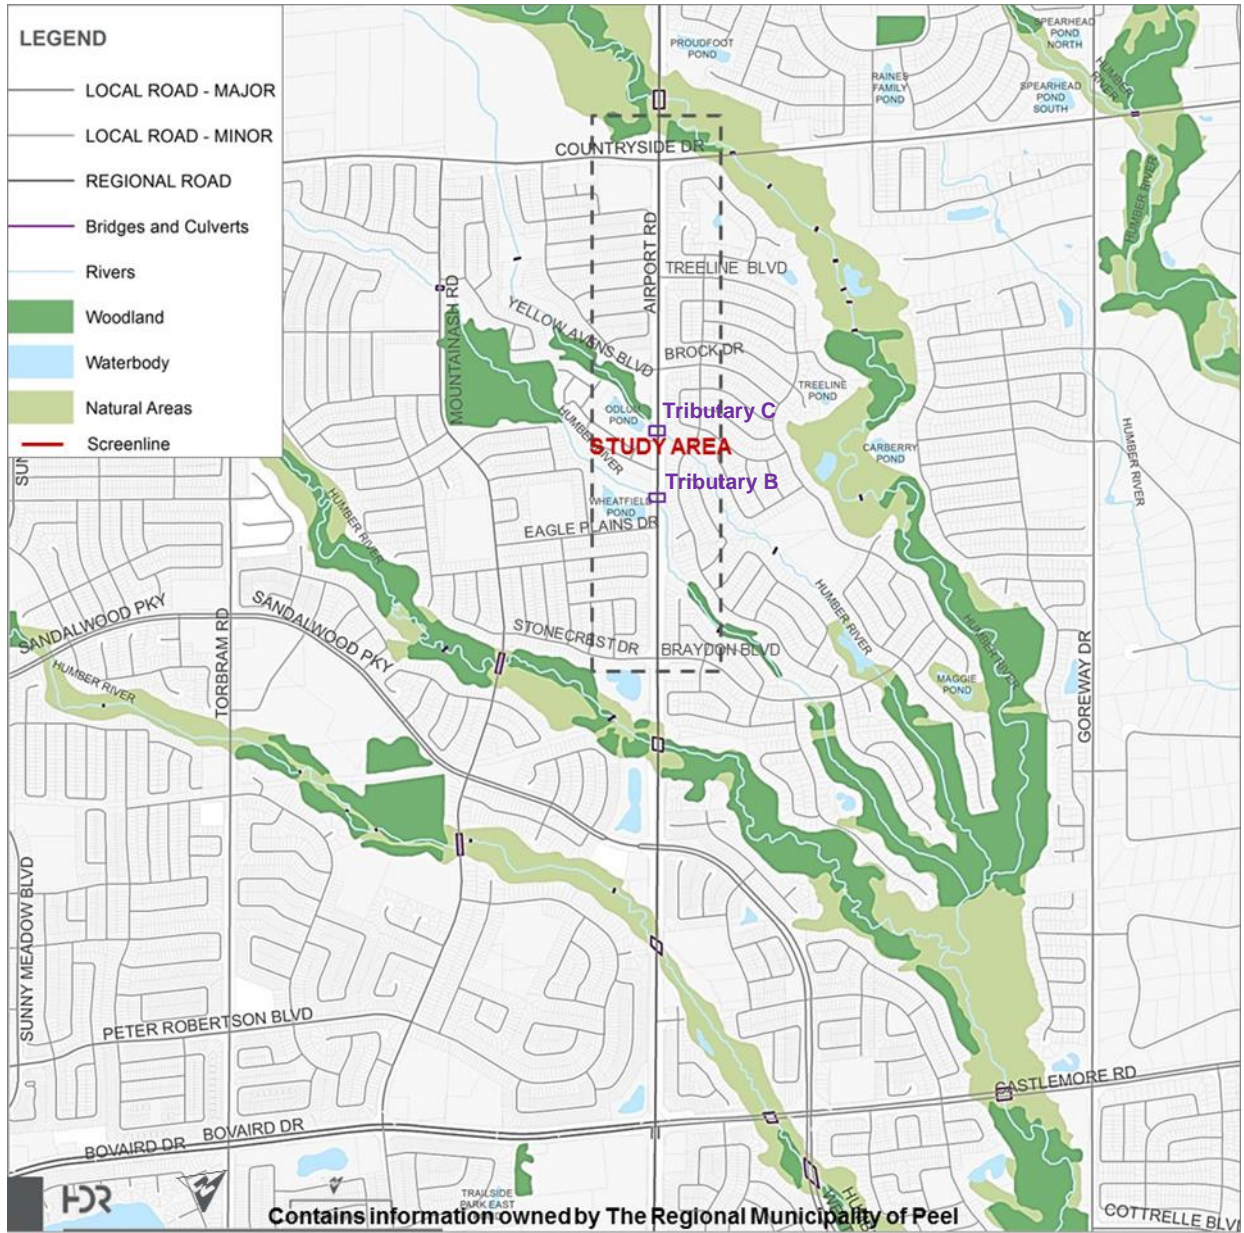 LEGEND
LOCAL ROAD - MAJOR
LOCAL ROAD - MINOR
REGIONAL ROAD
Bridges and Culverts
Rivers
Woodland
Waterbody
Natural Areas
Screenline
PROUDFOOT
POND
SPEARHEAD
POND
NORTH
HUMBER
RIVER
RAINES
FAMILY
POND
SPEARHEAD
POND
SOUTH
COUNTRYSIDE DR
HUMBER RIVER
AIRPORT RD
TREELINE BLVD
MOUNTAINASH RD
YELLOW AVENS BLVD
BROCK DR
TREELINE
POND
ODLUM
POND
Tributary C
HUMBER RIVER
STUDY AREA
CARBERRY
POND
HUMBER RIVER
SUN
Tributary B
HUMBER RIVER
WHEATFIELD
POND
EAGLE PLAINS DR
SANDALWOOD PKY
SANDALWOOD PKY
TORBRAM RD
STONECREST DR
BRAYDON BLVD
HUMBER RIVER
HUMBER RIVER
HUMBER RIVER
MAGGIE
POND
GOREWAY DR
SUNNY MEADOW BLVD
PETER ROBERTSON BLVD
CASTLEMORE RD
BOVAIRD DR
BOVAIRD DR
HDR
TRAILSIDE
PARK EAST
COTTRELLE BLV
Contains information owned by The Regional Municipality of Peel